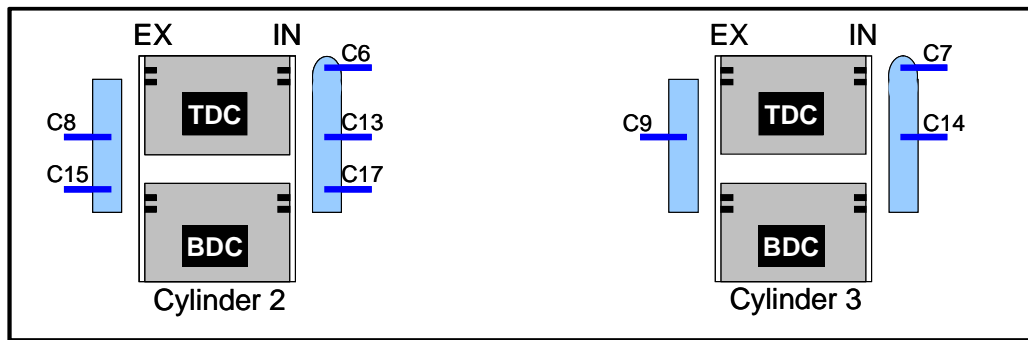 EX IN
C6
TDC
C8 C13
C15 C17
BDC
Cylinder 2
EX IN
C7
TDC
C9 C14
BDC
Cylinder 3